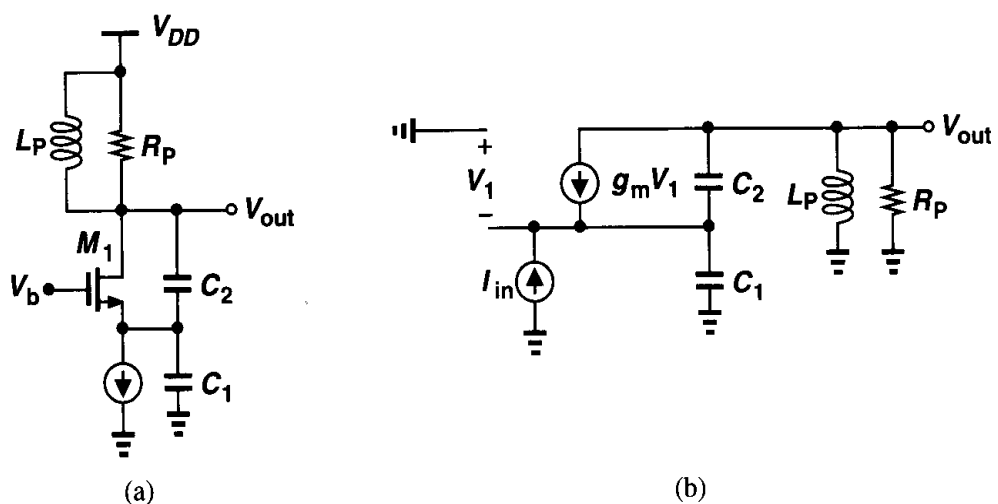 V_DD
L_P
R_P
V_out
M_1
V_b
C_2
C_1
(a)
+
V_1
−
g_m V_1
C_2
L_P
R_P
V_out
I_in
C_1
(b)